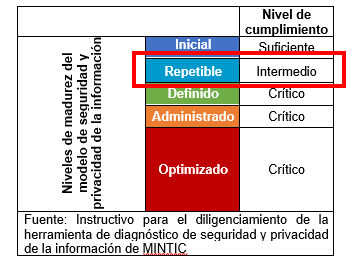 Nivel de
cumplimiento
Niveles de madurez del
modelo de seguridad y
privacidad de la información
Inicial Suficiente
Repetible Intermedio
Definido Crítico
Administrado Crítico
Optimizado Crítico
Fuente: Instructivo para el diligenciamiento de la
herramienta de diagnóstico de seguridad y privacidad
de la información de MINTIC